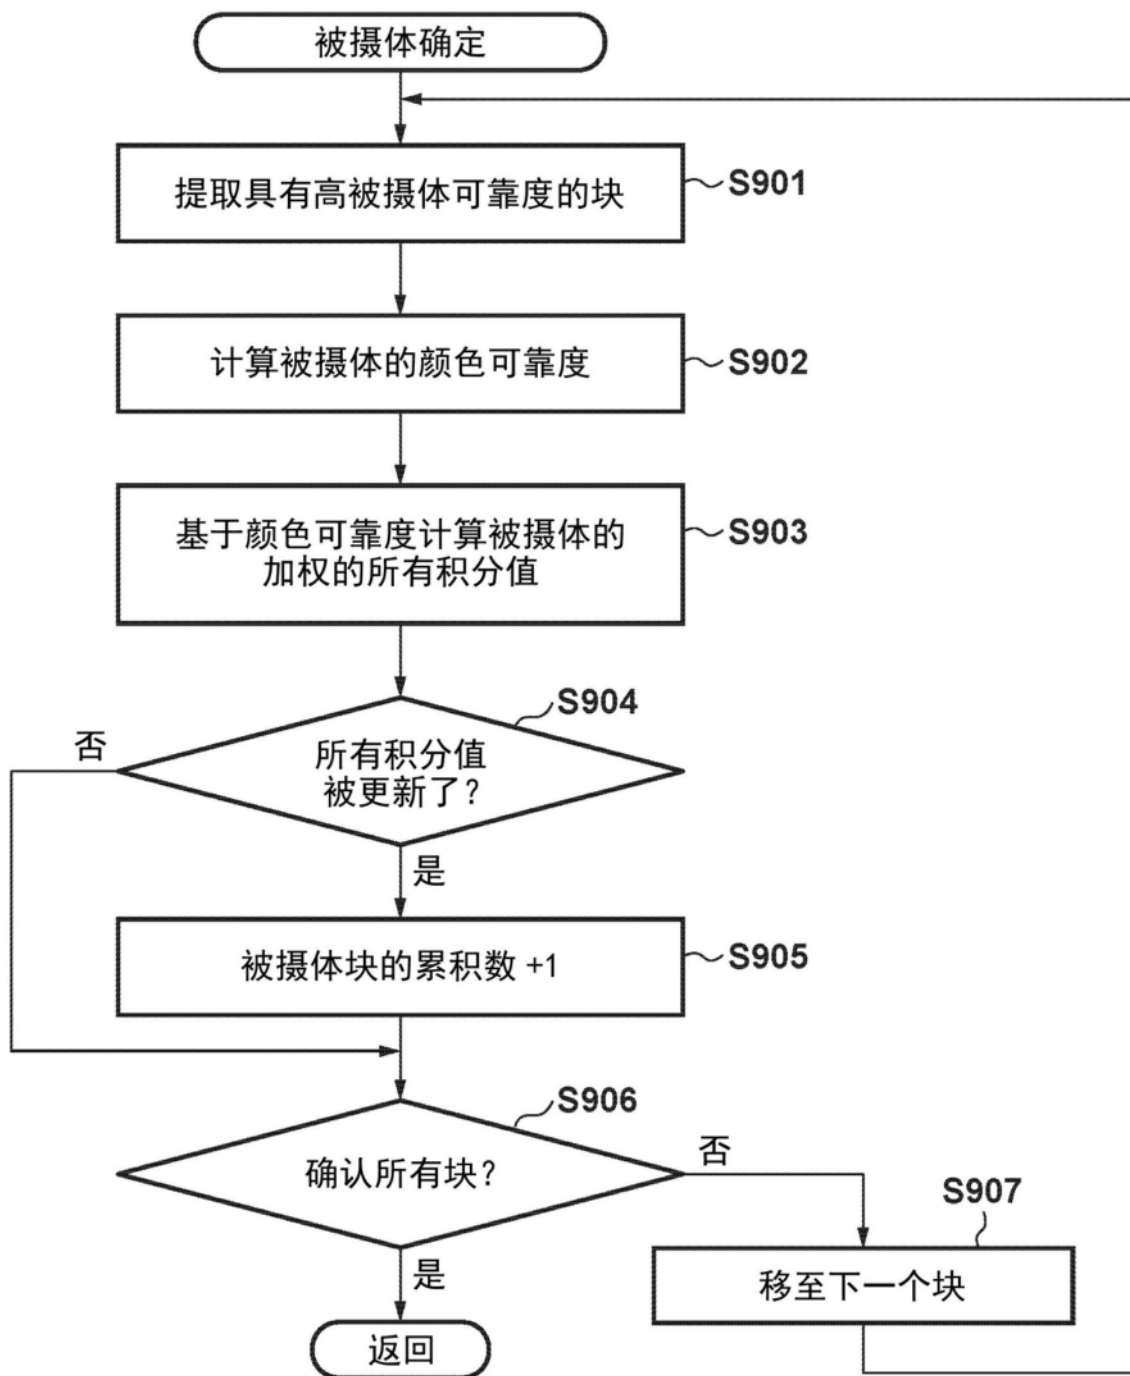 被摄体确定
提取具有高被摄体可靠度的块
S901
计算被摄体的颜色可靠度
S902
基于颜色可靠度计算被摄体的
加权的所有积分值
S903
S904
否
所有积分值
被更新了?
是
被摄体块的累积数 +1
S905
S906
确认所有块?
否
S907
移至下一个块
是
返回